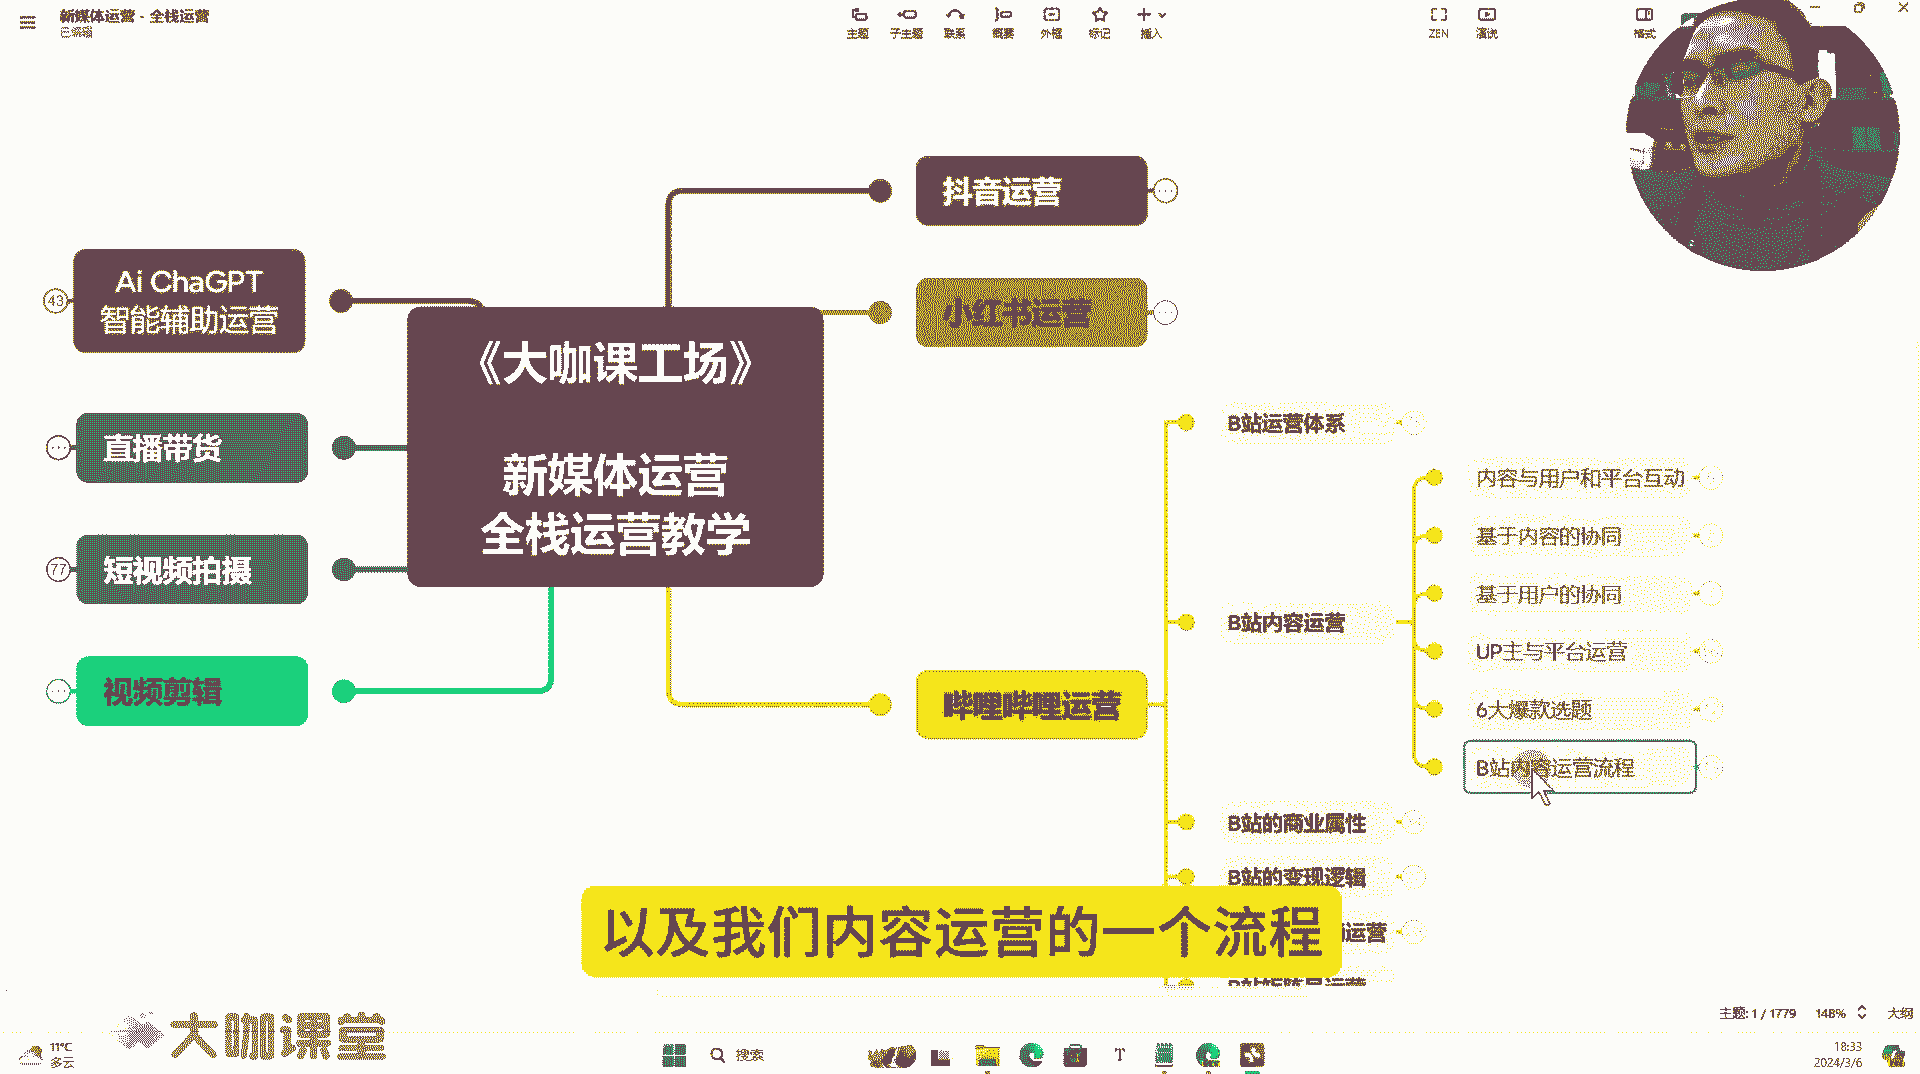 新媒体运营 - 全栈运营
已编辑
主题
子主题
联系
概要
外框
标记
插入
ZEN
演说
格式
抖音运营
小红书运营
Ai ChaGPT
智能辅助运营
43
《大咖课工场》
新媒体运营
全栈运营教学
直播带货
短视频拍摄
77
视频剪辑
哔哩哔哩运营
B站运营体系
B站内容运营
内容与用户和平台互动
基于内容的协同
基于用户的协同
UP主与平台运营
6大爆款选题
B站内容运营流程
B站的商业属性
B站的变现逻辑
运营
以及我们内容运营的一个流程
大咖课堂
主题: 1 / 1779
148%
大纲
11°C
多云
搜索
18:33
2024/3/6